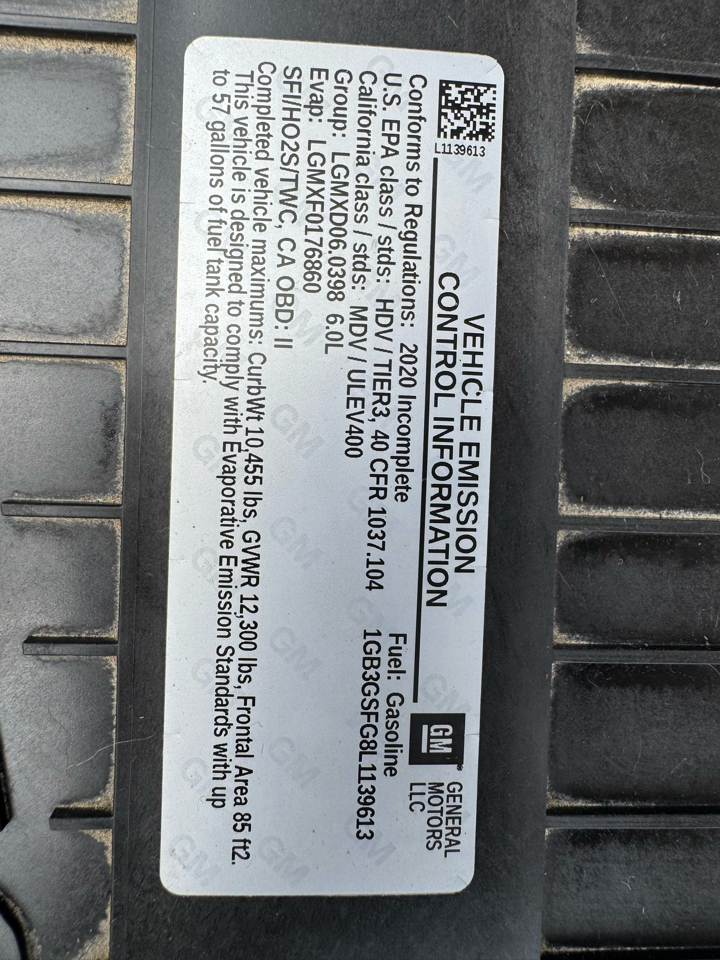 L1139613
VEHICLE EMISSION
CONTROL INFORMATION
GM
GENERAL
MOTORS
LLC
Conforms to Regulations: 2020 Incomplete
Fuel: Gasoline
U.S. EPA class / stds: HDV / TIER3, 40 CFR 1037.104
1GB3GSFG8L1139613
California class / stds: MDV / ULEV400
Group: LGMXD06.0398 6.0L
Evap: LGMXF0176860
SFI/HO2S/TWC, CA OBD: II
Completed vehicle maximums: CurbWt 10,455 lbs, GVWR 12,300 lbs, Frontal Area 85 ft2.
This vehicle is designed to comply with Evaporative Emission Standards with up
to 57 gallons of fuel tank capacity.